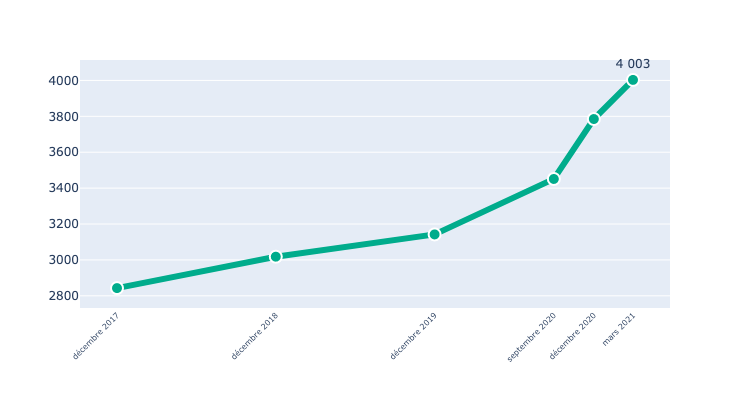 4 003
4000
3800
3600
3400
3200
3000
2800
décembre 2017
décembre 2018
décembre 2019
septembre 2020
décembre 2020
mars 2021